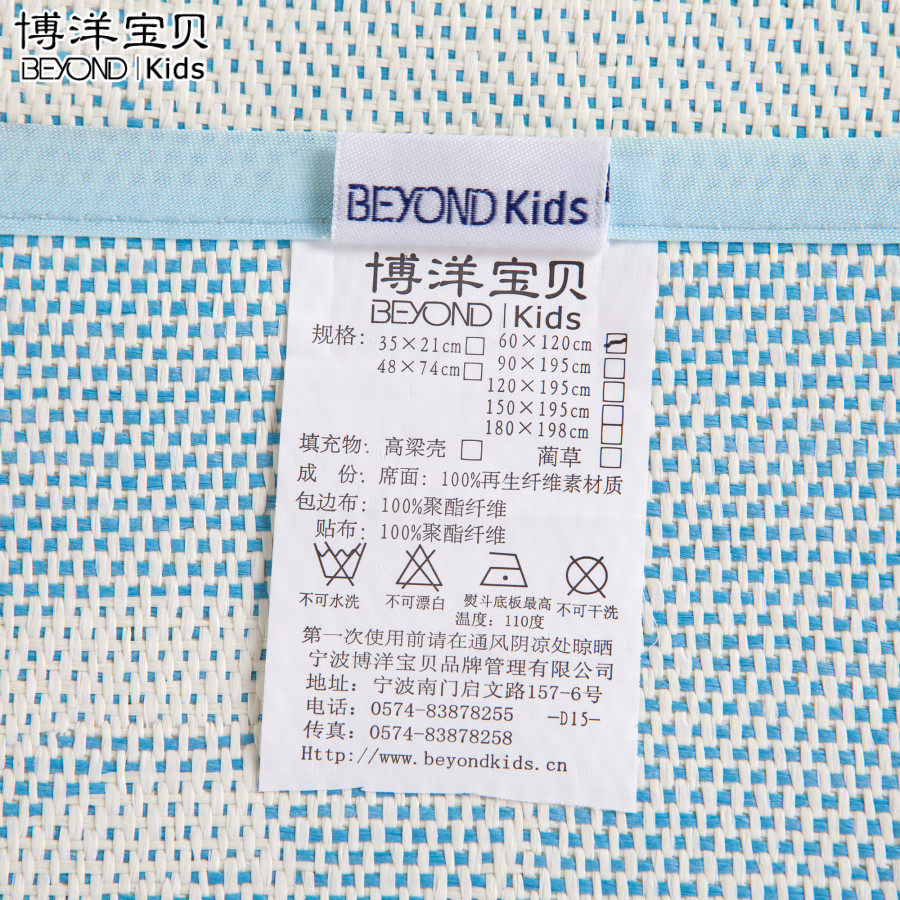 博洋宝贝
BEYOND | Kids
BEYOND Kids
博洋宝贝
BEYOND | Kids
规格: 35×21cm 60×120cm
48×74cm 90×195cm
120×195cm
150×195cm
180×198cm
填充物: 高粱壳 蔺草
成 份: 席面: 100%再生纤维素材质
包边布: 100%聚酯纤维
贴布: 100%聚酯纤维
不可水洗 不可漂白 熨斗底板最高温度: 110度 不可干洗
第一次使用前请在通风阴凉处晾晒
宁波博洋宝贝品牌管理有限公司
地址: 宁波南门启文路157-6号
电话: 0574-83878255 —D15—
传真: 0574-83878258
Http://www.beyondkids.cn